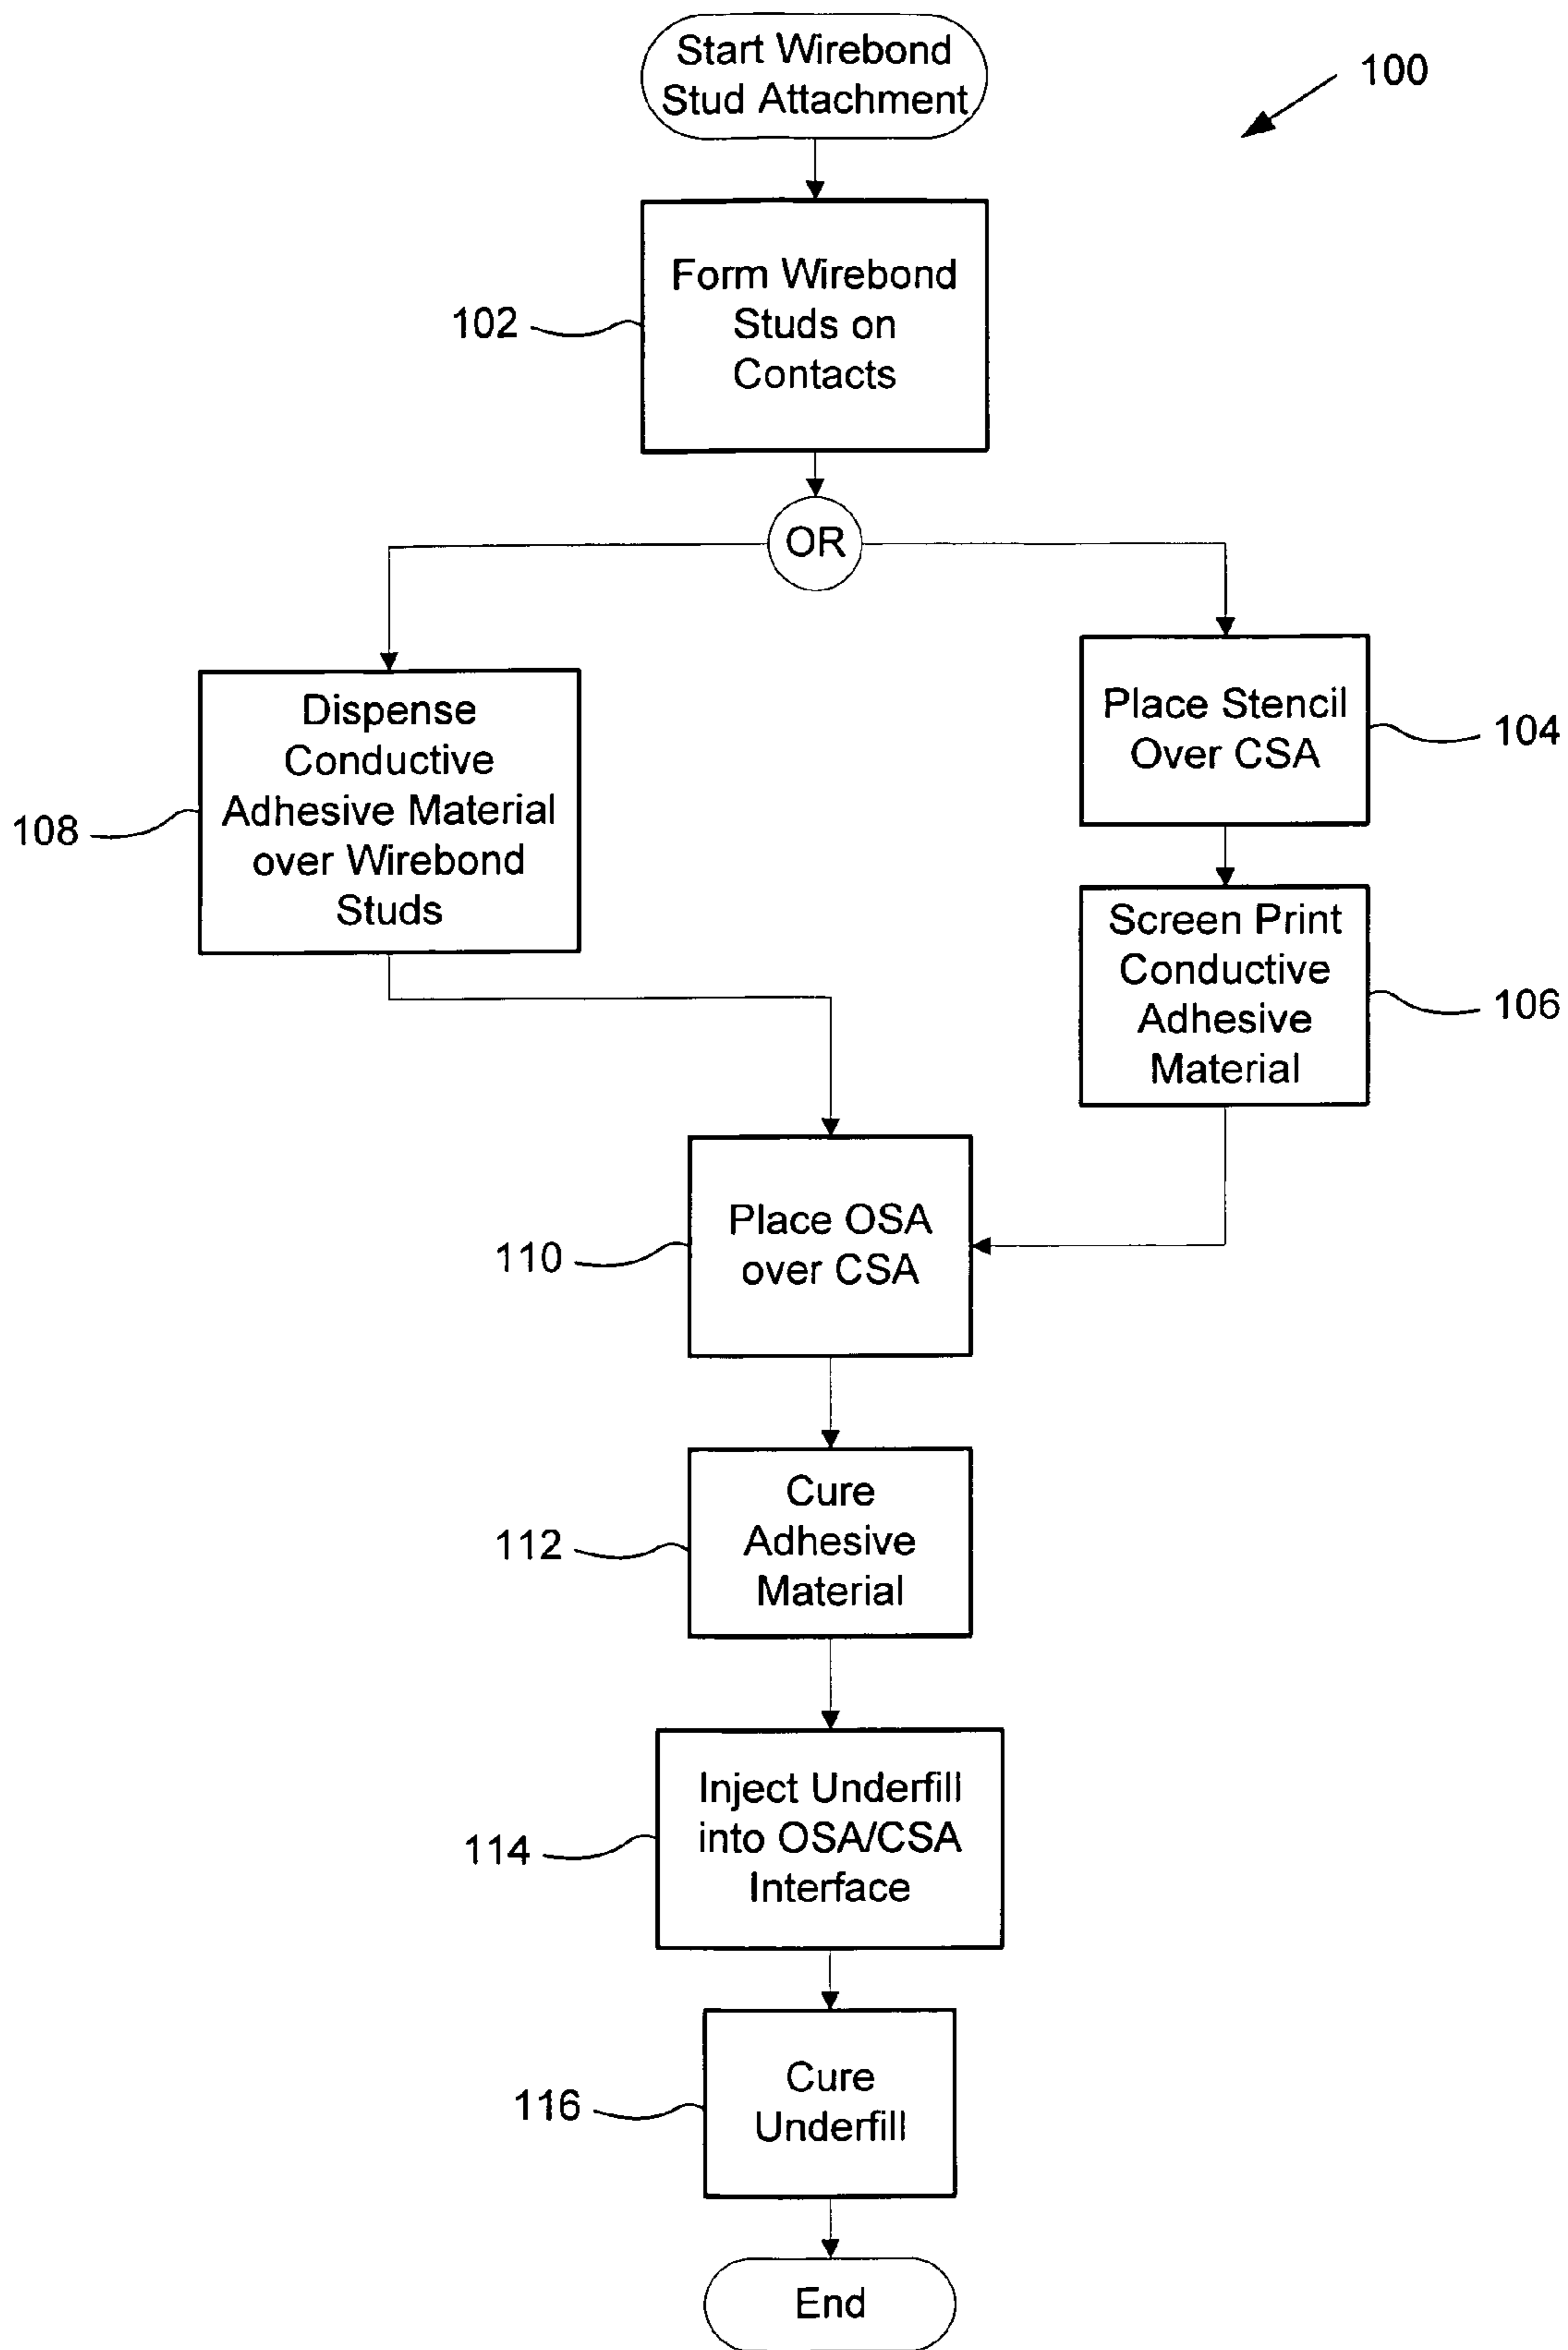 Start Wirebond
Stud Attachment
100
Form Wirebond
Studs on
Contacts
102
OR
Dispense
Conductive
Adhesive Material
over Wirebond
Studs
108
Place Stencil
Over CSA
104
Screen Print
Conductive
Adhesive
Material
106
Place OSA
over CSA
110
Cure
Adhesive
Material
112
Inject Underfill
into OSA/CSA
Interface
114
Cure
Underfill
116
End